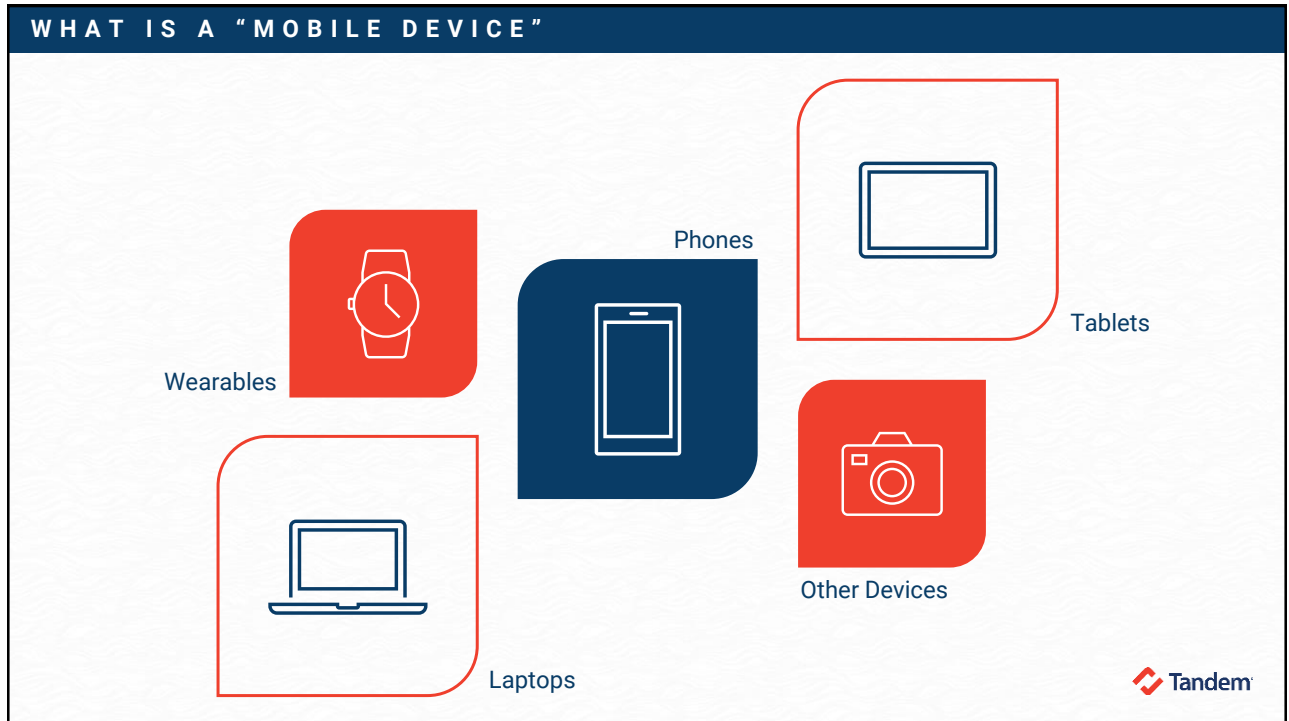 WHAT IS A “MOBILE DEVICE”
Phones
Tablets
Wearables
Other Devices
Laptops
Tandem